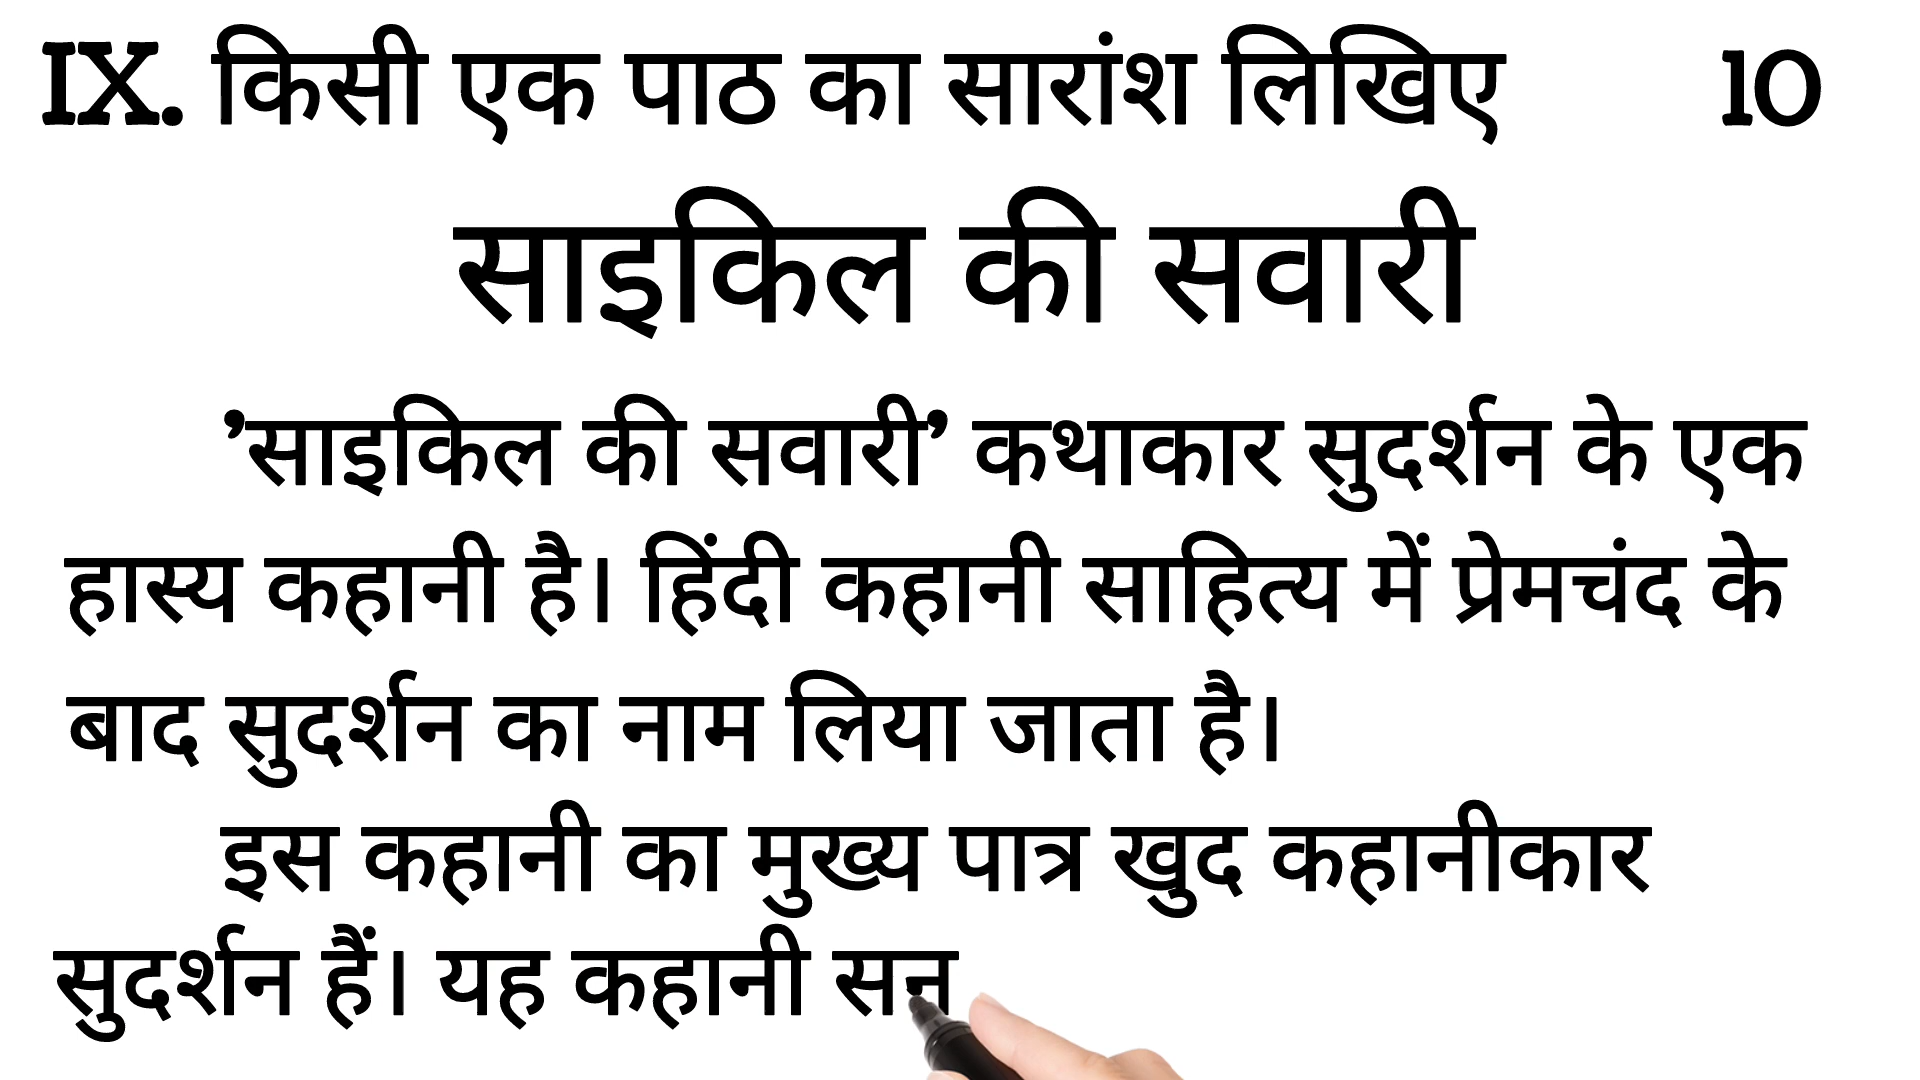 IX. किसी एक पाठ का सारांश लिखिए 10
साइकिल की सवारी
’साइकिल की सवारी’ कथाकार सुदर्शन के एक
हास्य कहानी है। हिंदी कहानी साहित्य में प्रेमचंद के
बाद सुदर्शन का नाम लिया जाता है।
इस कहानी का मुख्य पात्र खुद कहानीकार
सुदर्शन हैं। यह कहानी सन